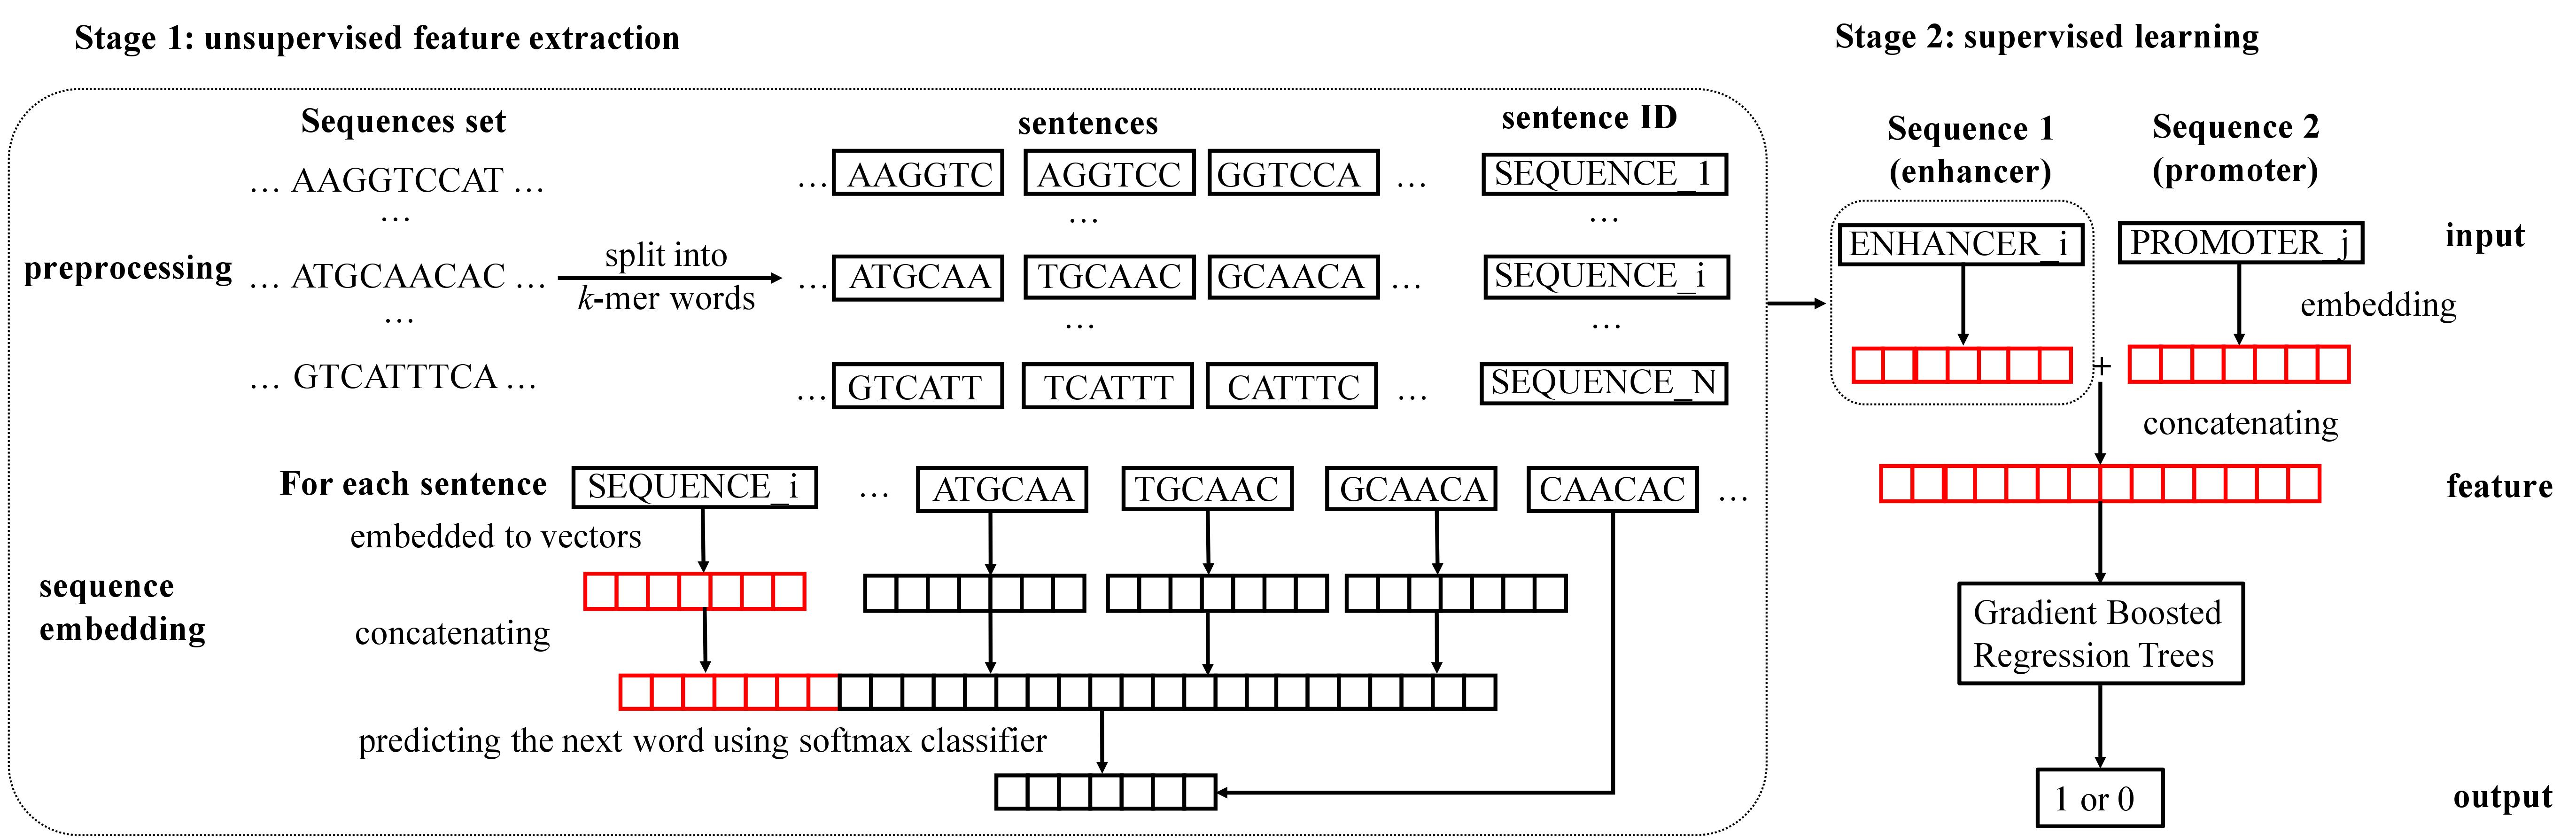 Stage 1: unsupervised feature extraction
Stage 2: supervised learning
Sequences set
sentences
sentence ID
… AAGGTCCAT …
… AAGGTC AGGTCC GGTCCA … SEQUENCE_1
…
… …
preprocessing
… ATGCAACAC …
split into
k-mer words
… ATGCAA TGCAAC GCAACA … SEQUENCE_i
…
… …
… GTCATTTCA …
… GTCATT TCATTT CATTTC … SEQUENCE_N
For each sentence
SEQUENCE_i … ATGCAA TGCAAC GCAACA CAACAC …
embedded to vectors
sequence
embedding
concatenating
predicting the next word using softmax classifier
Sequence 1
(enhancer)
Sequence 2
(promoter)
ENHANCER_i PROMOTER_j
input
embedding
+
concatenating
feature
Gradient Boosted
Regression Trees
1 or 0
output